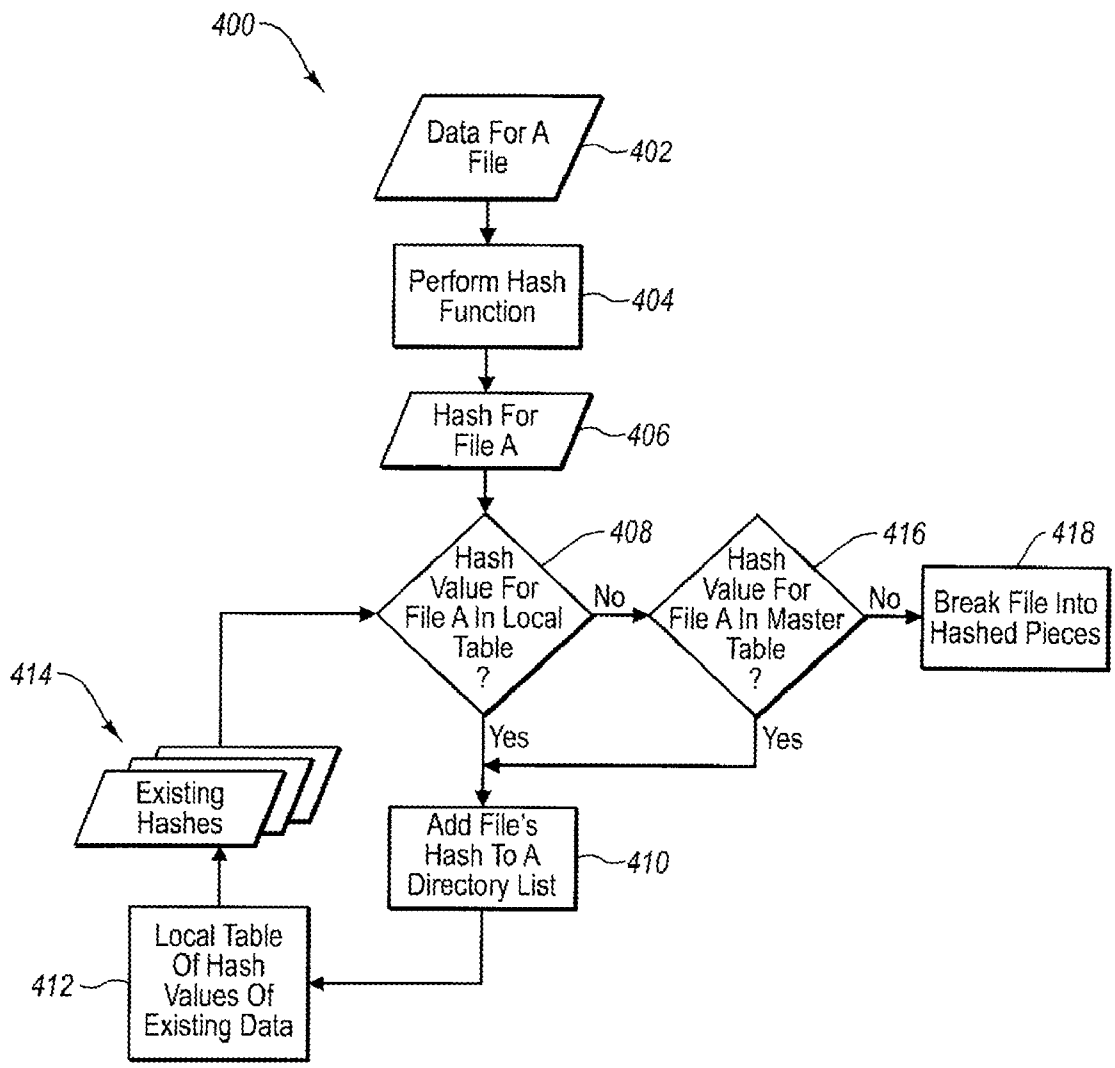 400
Data For A
File
402
Perform Hash
Function
404
Hash For
File A
406
Hash
Value For
File A In Local
Table
?
408
No
Hash
Value For
File A In Master
Table
?
416
No
Break File Into
Hashed Pieces
418
Yes
Yes
414
Existing
Hashes
Add File's
Hash To A
Directory List
410
Local Table
Of Hash
Values Of
Existing Data
412